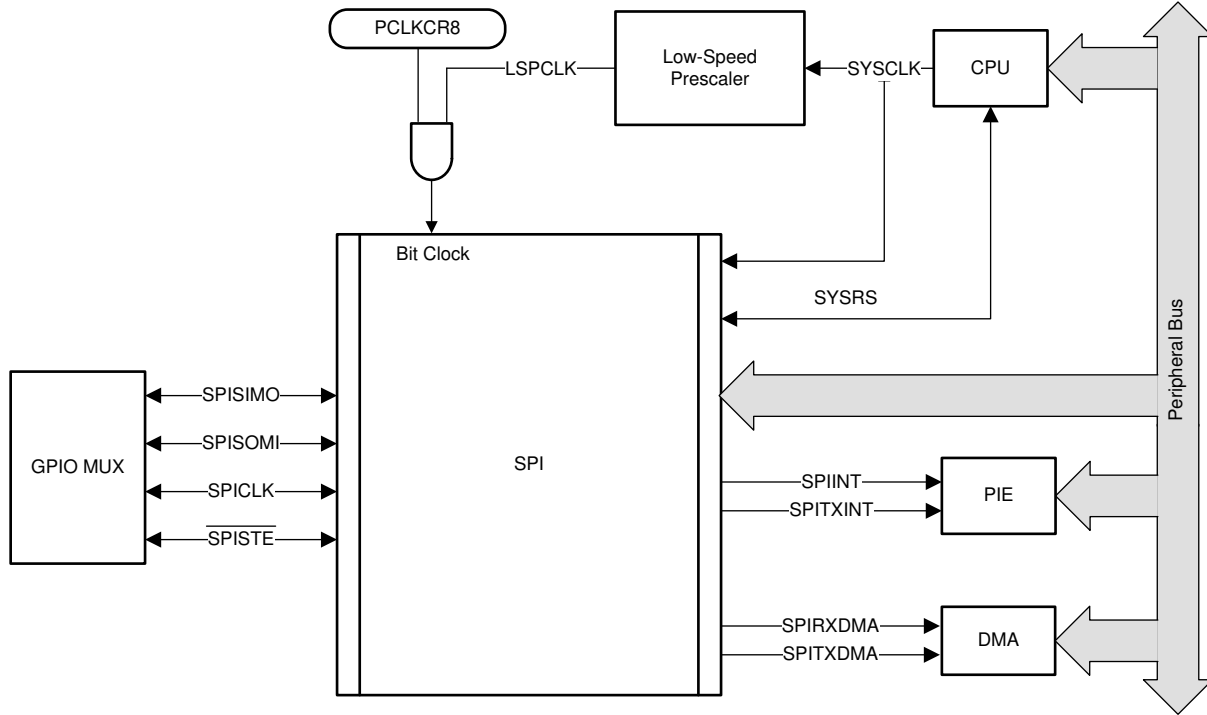 PCLKCR8
LSPCLK
Low-Speed
Prescaler
SYSCLK
CPU
Bit Clock
SYSRS
Peripheral Bus
GPIO MUX
SPISIMO
SPISOMI
SPICLK
SPISTE
SPI
SPIINT
SPITXINT
PIE
SPIRXDMA
SPITXDMA
DMA